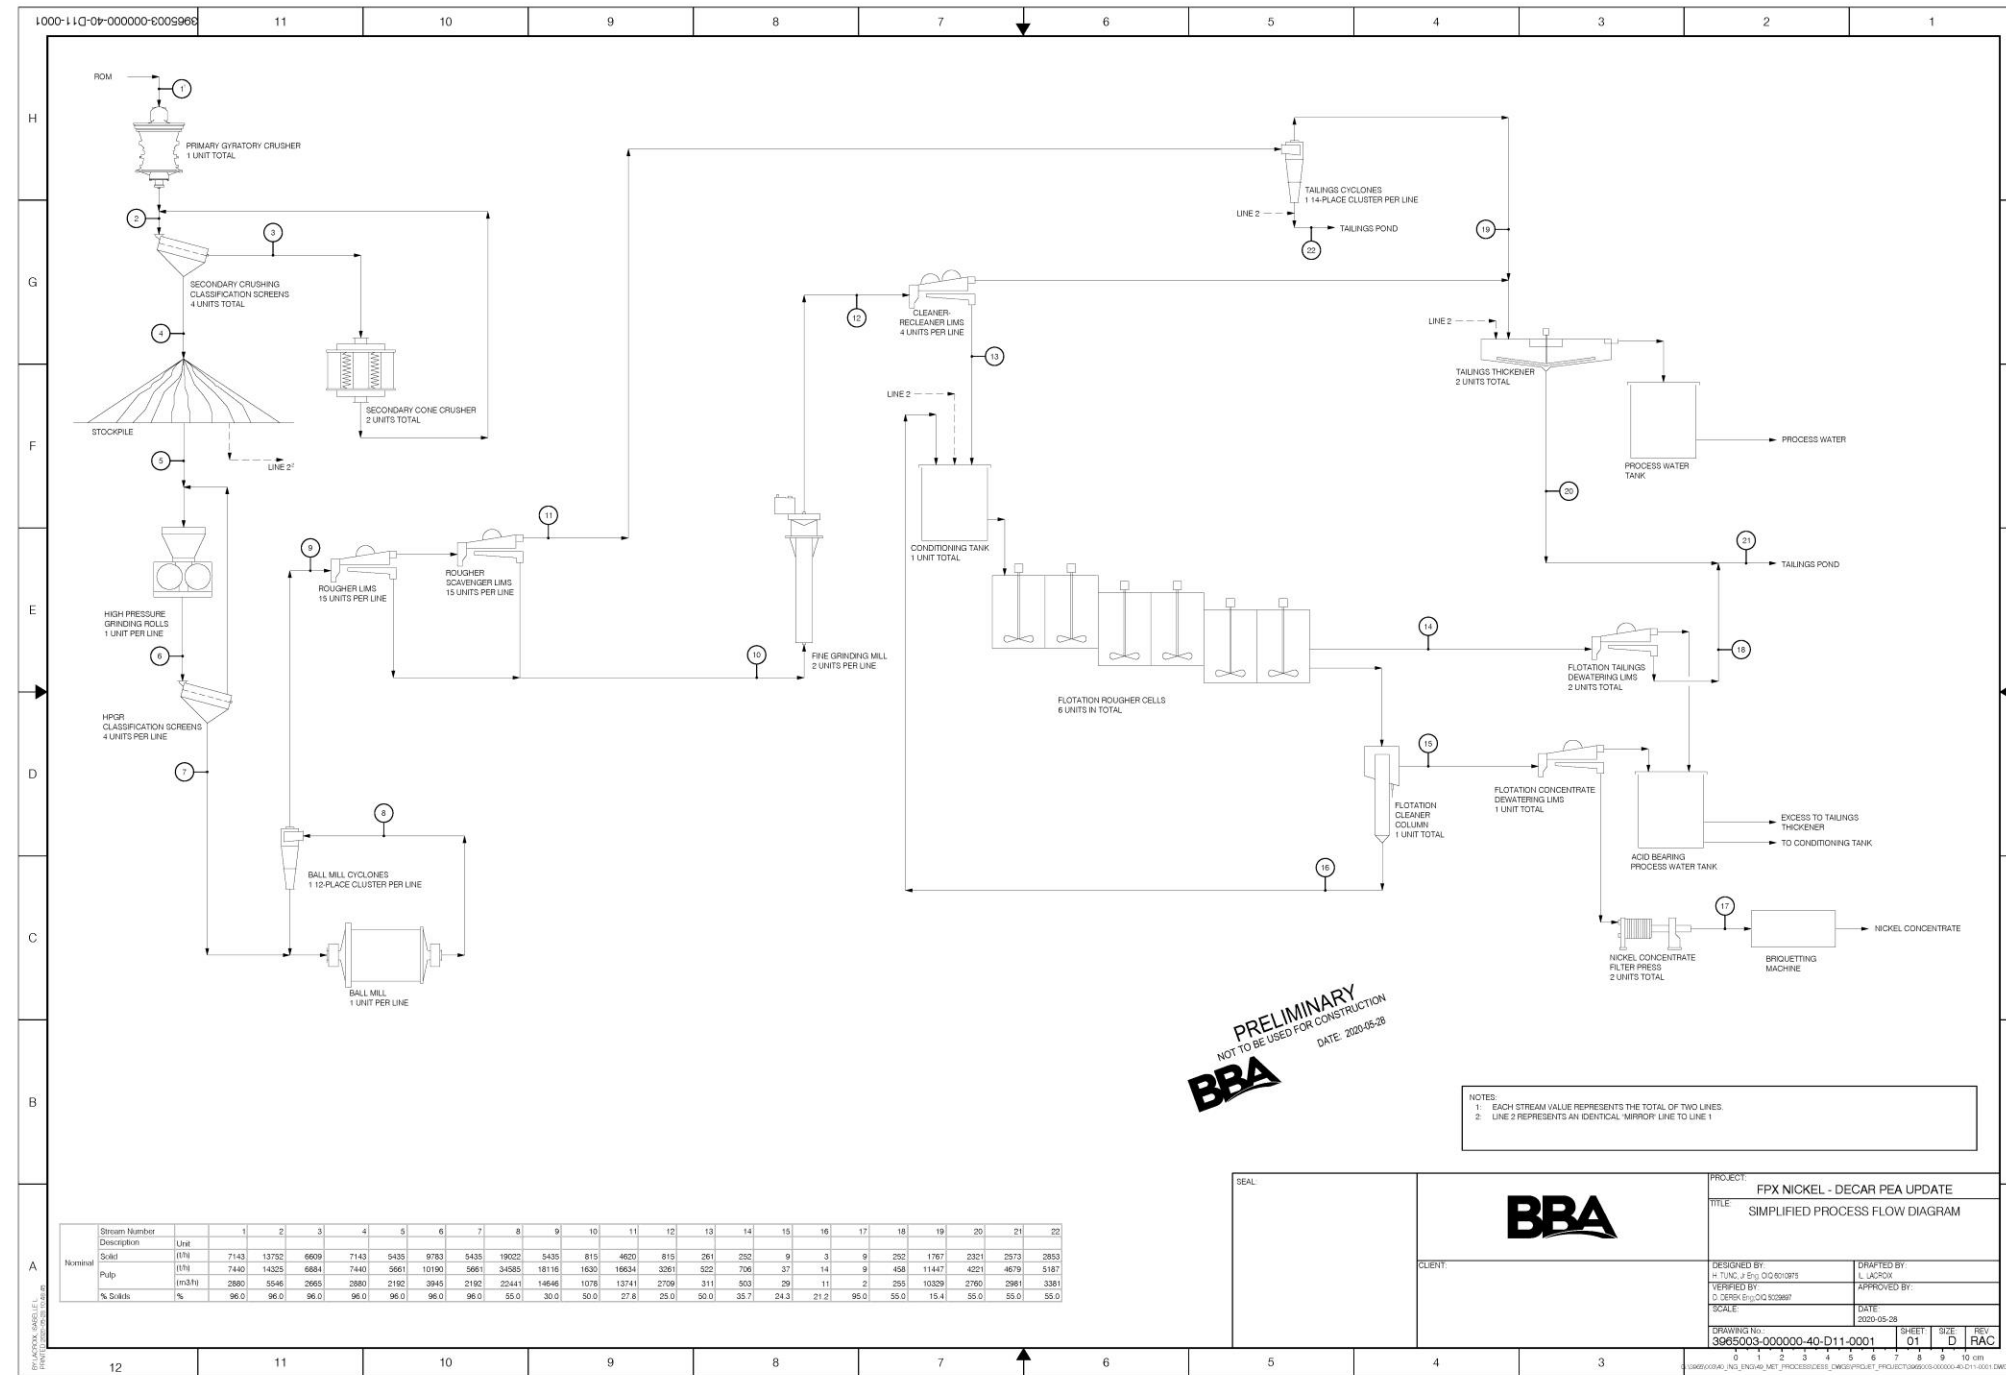 3965003-000000-40-D11-0001
11 10 9 8 7 6 5 4 3 2 1
H
G
F
E
D
C
B
A
ROM
1
PRIMARY GYRATORY CRUSHER
1 UNIT TOTAL
2
3
SECONDARY CRUSHING
CLASSIFICATION SCREENS
4 UNITS TOTAL
4
SECONDARY CONE CRUSHER
2 UNITS TOTAL
STOCKPILE
5
LINE 2²
HIGH PRESSURE
GRINDING ROLLS
1 UNIT PER LINE
6
HPGR
CLASSIFICATION SCREENS
4 UNITS PER LINE
7
8
BALL MILL CYCLONES
1 12-PLACE CLUSTER PER LINE
BALL MILL
1 UNIT PER LINE
9
ROUGHER LIMS
15 UNITS PER LINE
ROUGHER
SCAVENGER LIMS
15 UNITS PER LINE
11
10
FINE GRINDING MILL
2 UNITS PER LINE
12
CLEANER-
RECLEANER LIMS
4 UNITS PER LINE
13
LINE 2
CONDITIONING TANK
1 UNIT TOTAL
FLOTATION ROUGHER CELLS
6 UNITS IN TOTAL
TAILINGS CYCLONES
1 14-PLACE CLUSTER PER LINE
LINE 2
TAILINGS POND
22
19
LINE 2
TAILINGS THICKENER
2 UNITS TOTAL
PROCESS WATER
PROCESS WATER
TANK
20
21
TAILINGS POND
14
FLOTATION TAILINGS
DEWATERING LIMS
2 UNITS TOTAL
18
15
FLOTATION
CLEANER
COLUMN
1 UNIT TOTAL
16
FLOTATION CONCENTRATE
DEWATERING LIMS
1 UNIT TOTAL
EXCESS TO TAILINGS
THICKENER
TO CONDITIONING TANK
ACID BEARING
PROCESS WATER TANK
17
NICKEL CONCENTRATE
FILTER PRESS
2 UNITS TOTAL
BRIQUETTING
MACHINE
NICKEL CONCENTRATE
PRELIMINARY
NOT TO BE USED FOR CONSTRUCTION
DATE: 2020-05-28
BBA
NOTES:
1: EACH STREAM VALUE REPRESENTS THE TOTAL OF TWO LINES.
2: LINE 2 REPRESENTS AN IDENTICAL 'MIRROR' LINE TO LINE 1
Stream Number 1 2 3 4 5 6 7 8 9 10 11 12 13 14 15 16 17 18 19 20 21 22
Description Unit
Nominal
Solid (t/h) 7143 13752 6609 7143 5435 9783 5435 19022 5435 815 4620 815 261 252 9 3 9 252 1767 2321 2573 2853
Pulp (t/h) 7440 14325 6884 7440 5661 10190 5661 34585 18116 1630 16634 3261 522 706 37 14 9 458 11447 4221 4679 5187
(m3/h) 2880 5546 2665 2880 2192 3945 2192 22441 14646 1078 13741 2709 311 503 29 11 2 255 10329 2760 2981 3381
% Solids % 96.0 96.0 96.0 96.0 96.0 96.0 96.0 55.0 30.0 50.0 27.8 25.0 50.0 35.7 24.3 21.2 95.0 55.0 15.4 55.0 55.0 55.0
SEAL:
BBA
CLIENT:
PROJECT:
FPX NICKEL - DECAR PEA UPDATE
TITLE:
SIMPLIFIED PROCESS FLOW DIAGRAM
DESIGNED BY:
H. TUNC, Jr Eng. OIQ 6010975
DRAFTED BY:
I. LACROIX
VERIFIED BY:
APPROVED BY:
SCALE:
DATE:
2020-05-28
DRAWING No.:
3965003-000000-40-D11-0001
SHEET:
01
SIZE:
D
REV
RAC
0 1 2 3 4 5 6 7 8 9 10 cm
12 11 10 9 8 7 6 5 4 3